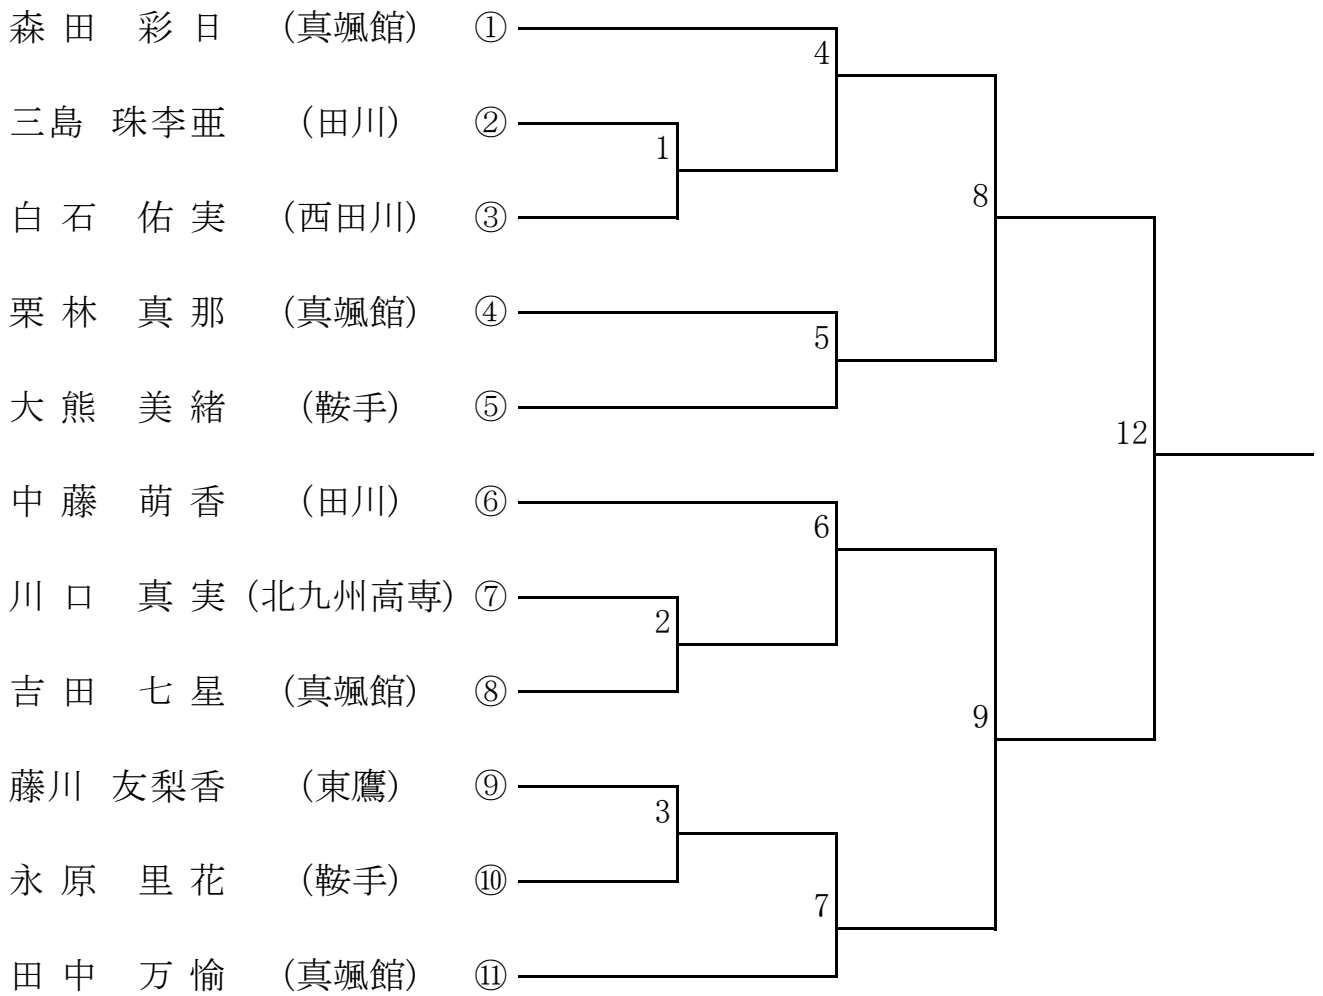 森田 彩日 (真颯館) ①
4
三島 珠李亜 (田川) ②
1
8
白石 佑実 (西田川) ③
栗林 真那 (真颯館) ④
5
大熊 美緒 (鞍手) ⑤
12
中藤 萌香 (田川) ⑥
6
川口 真実 (北九州高専) ⑦
2
吉田 七星 (真颯館) ⑧
9
藤川 友梨香 (東鷹) ⑨
3
永原 里花 (鞍手) ⑩
7
田中 万愉 (真颯館) ⑪